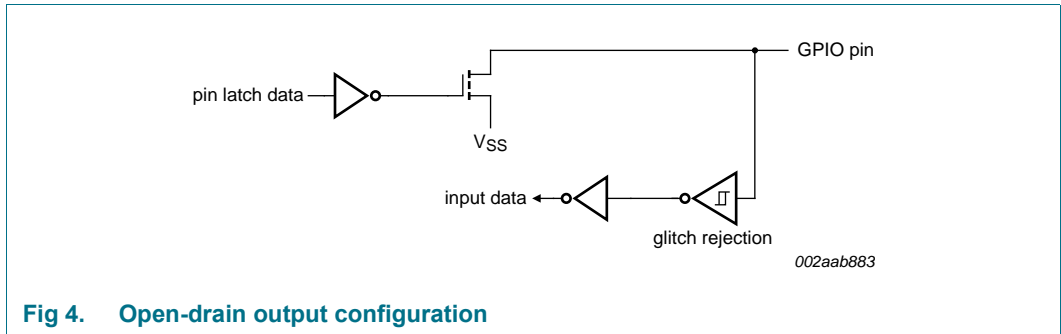 GPIO pin
pin latch data
VSS
input data
glitch rejection
002aab883
Fig 4. Open-drain output configuration